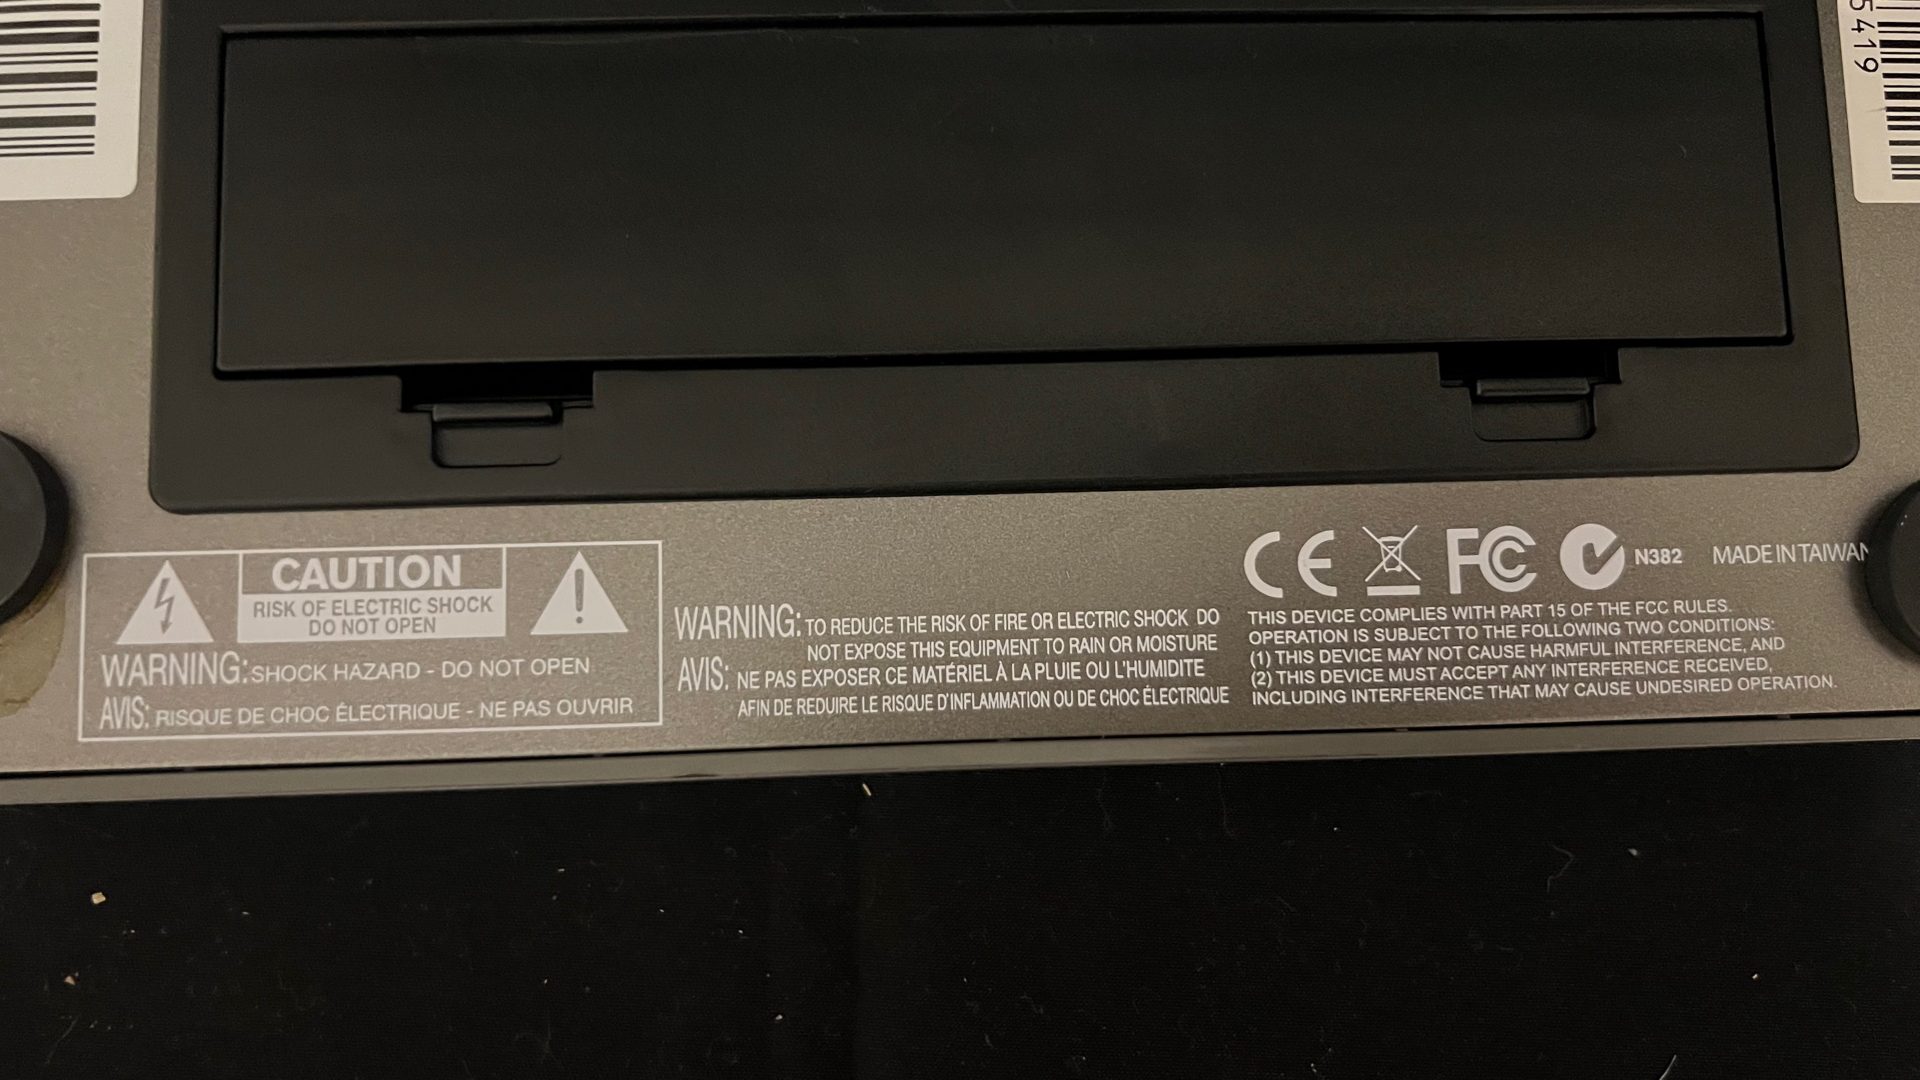 5419
CE FC N382 MADE IN TAIWAN
CAUTION
RISK OF ELECTRIC SHOCK
DO NOT OPEN
WARNING: SHOCK HAZARD - DO NOT OPEN
AVIS: RISQUE DE CHOC ÉLECTRIQUE - NE PAS OUVRIR
WARNING: TO REDUCE THE RISK OF FIRE OR ELECTRIC SHOCK DO
NOT EXPOSE THIS EQUIPMENT TO RAIN OR MOISTURE
AVIS: NE PAS EXPOSER CE MATÉRIEL À LA PLUIE OU L'HUMIDITE
AFIN DE REDUIRE LE RISQUE D'INFLAMMATION OU DE CHOC ÉLECTRIQUE
THIS DEVICE COMPLIES WITH PART 15 OF THE FCC RULES.
OPERATION IS SUBJECT TO THE FOLLOWING TWO CONDITIONS:
(1) THIS DEVICE MAY NOT CAUSE HARMFUL INTERFERENCE, AND
(2) THIS DEVICE MUST ACCEPT ANY INTERFERENCE RECEIVED,
INCLUDING INTERFERENCE THAT MAY CAUSE UNDESIRED OPERATION.